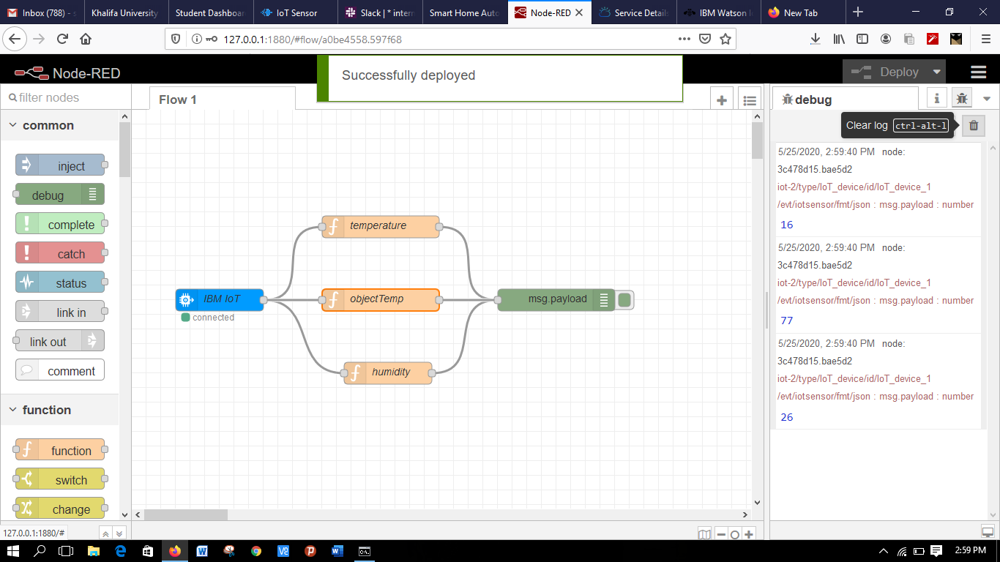 Inbox (788) - s
Khalifa University
Student Dashboar
IoT Sensor
Slack | * intern
Smart Home Auto
Node-RED
Service Details
IBM Watson Io
New Tab
127.0.0.1:1880/#flow/a0be4558.597f68
Node-RED
Successfully deployed
Deploy
filter nodes
Flow 1
debug
i
Clear log ctrl-alt-l
common
inject
debug
complete
catch
status
link in
link out
comment
function
function
switch
change
temperature
IBM IoT
connected
objectTemp
humidity
msg.payload
5/25/2020, 2:59:40 PM node:
3c478d15.bae5d2
iot-2/type/IoT_device/id/IoT_device_1
/evt/iotsensor/fmt/json : msg.payload : number
16
5/25/2020, 2:59:40 PM node:
3c478d15.bae5d2
iot-2/type/IoT_device/id/IoT_device_1
/evt/iotsensor/fmt/json : msg.payload : number
77
5/25/2020, 2:59:40 PM node:
3c478d15.bae5d2
iot-2/type/IoT_device/id/IoT_device_1
/evt/iotsensor/fmt/json : msg.payload : number
26
127.0.0.1:1880/#
2:59 PM